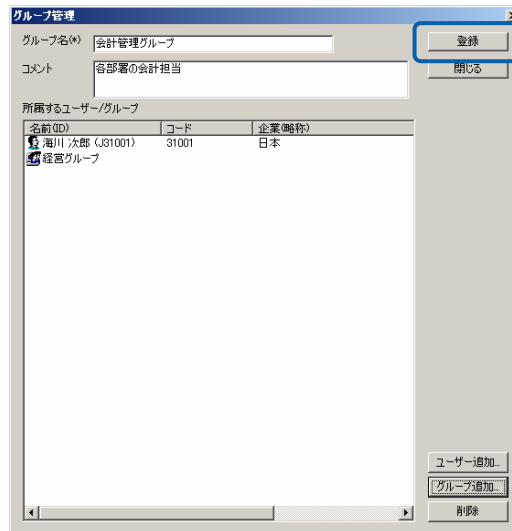 グループ管理
グループ名(*) 会計管理グループ 登録
コメント 各部署の会計担当 閉じる
所属するユーザー/グループ
名前(ID) コード 企業(略称)
海川 次郎 (J31001) 31001 日本
経営グループ
ユーザー追加...
グループ追加...
削除